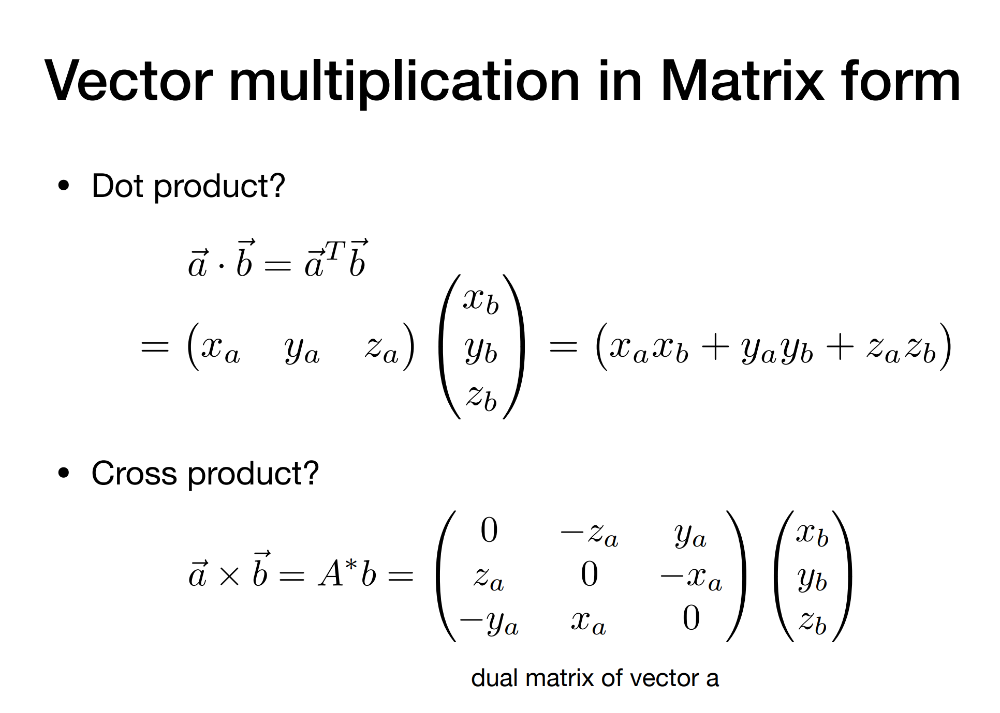 Vector multiplication in Matrix form
• Dot product?
$\vec{a} \cdot \vec{b} = \vec{a}^T \vec{b}$
$= \begin{pmatrix} x_a & y_a & z_a \end{pmatrix} \begin{pmatrix} x_b \\ y_b \\ z_b \end{pmatrix} = \begin{pmatrix} x_a x_b + y_a y_b + z_a z_b \end{pmatrix}$
• Cross product?
$\vec{a} \times \vec{b} = A^* b = \begin{pmatrix} 0 & -z_a & y_a \\ z_a & 0 & -x_a \\ -y_a & x_a & 0 \end{pmatrix} \begin{pmatrix} x_b \\ y_b \\ z_b \end{pmatrix}$
dual matrix of vector a